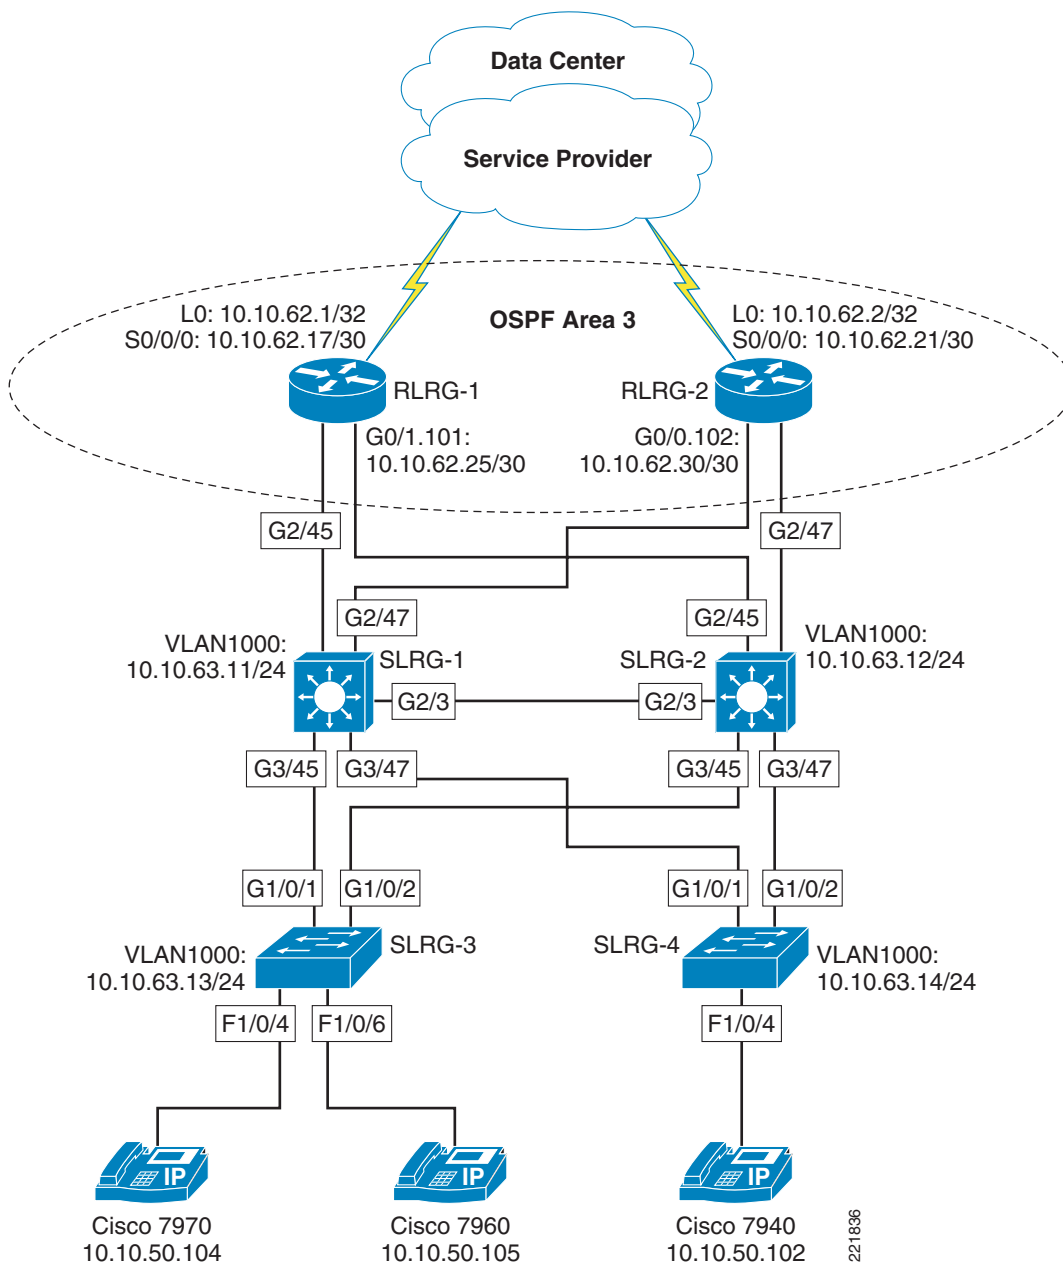 Data Center
Service Provider
OSPF Area 3
L0: 10.10.62.1/32
S0/0/0: 10.10.62.17/30
L0: 10.10.62.2/32
S0/0/0: 10.10.62.21/30
RLRG-1
RLRG-2
G0/1.101:
10.10.62.25/30
G0/0.102:
10.10.62.30/30
G2/45
G2/47
G2/47
G2/45
VLAN1000:
10.10.63.11/24
SLRG-1
SLRG-2
VLAN1000:
10.10.63.12/24
G2/3
G2/3
G3/45
G3/47
G3/45
G3/47
G1/0/1
G1/0/2
G1/0/1
G1/0/2
VLAN1000:
10.10.63.13/24
SLRG-3
SLRG-4
VLAN1000:
10.10.63.14/24
F1/0/4
F1/0/6
F1/0/4
IP
IP
IP
Cisco 7970
10.10.50.104
Cisco 7960
10.10.50.105
Cisco 7940
10.10.50.102
221836